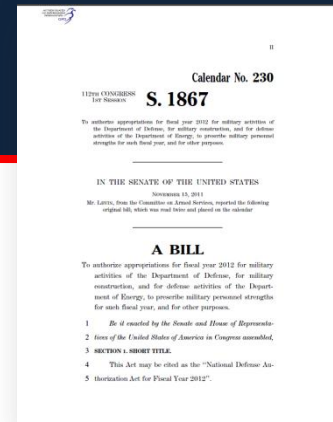 II
Calendar No. 230
112TH CONGRESS
1ST SESSION
S. 1867
To authorize appropriations for fiscal year 2012 for military activities of
the Department of Defense, for military construction, and for defense
activities of the Department of Energy, to prescribe military personnel
strengths for such fiscal year, and for other purposes.
IN THE SENATE OF THE UNITED STATES
NOVEMBER 15, 2011
Mr. LEVIN, from the Committee on Armed Services, reported the following
original bill, which was read twice and placed on the calendar
A BILL
To authorize appropriations for fiscal year 2012 for military
activities of the Department of Defense, for military
construction, and for defense activities of the Depart-
ment of Energy, to prescribe military personnel strengths
for such fiscal year, and for other purposes.
1 Be it enacted by the Senate and House of Representa-
2 tives of the United States of America in Congress assembled,
3 SECTION 1. SHORT TITLE.
4 This Act may be cited as the “National Defense Au-
5 thorization Act for Fiscal Year 2012”.